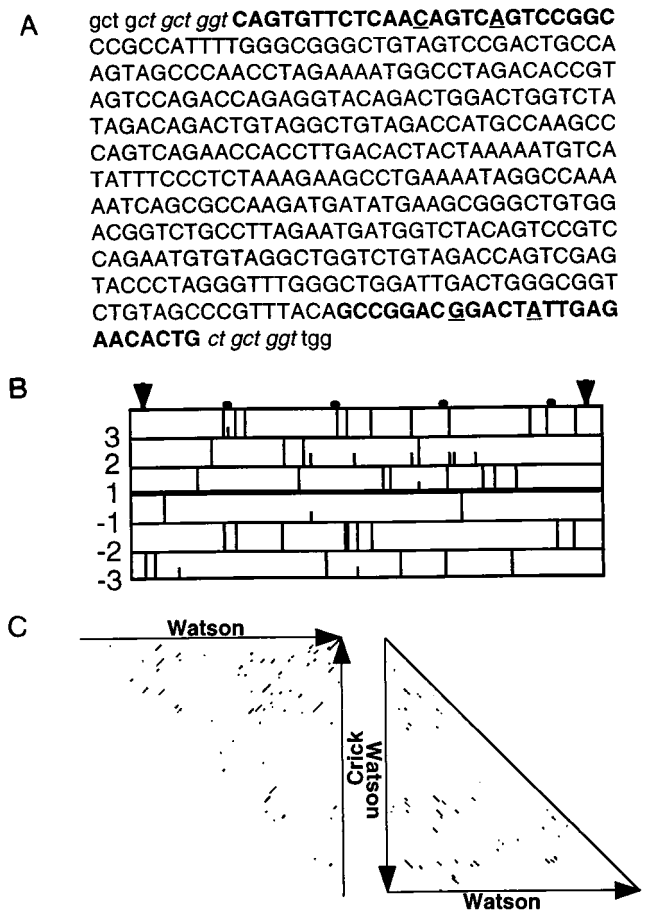 A
gct gct gct ggt CAGTGTTCTCAACAGTCAGTCCGGC
CCGCCATTTTGGGCGGGCTGTAGTCCGACTGCCA
AGTAGCCCAACCTAGAAAATGGCCTAGACACCGT
AGTCCAGACCAGAGGTACAGACTGGACTGGTCTA
TAGACAGACTGTAGGCTGTAGACCATGCCAAGCC
CAGTCAGAACCACCTTGACACTACTAAAAATGTCA
TATTTCCCTCTAAAGAAGCCTGAAAATAGGCCAAA
AATCAGCGCCAAGATGATATGAAGCGGGCTGTGG
ACGGTCTGCCTTAGAATGATGGTCTACAGTCCGTC
CAGAATGTGTAGGCTGGTCTGTAGACCAGTCGAG
TACCCTAGGGTTTGGGCTGGATTGACTGGGCGGT
CTGTAGCCCGTTTACAGCCGGACGGACTATTGAG
AACACTG ct gct ggt tgg
B
3
2
1
-1
-2
-3
C
Watson
Crick
Watson
Watson